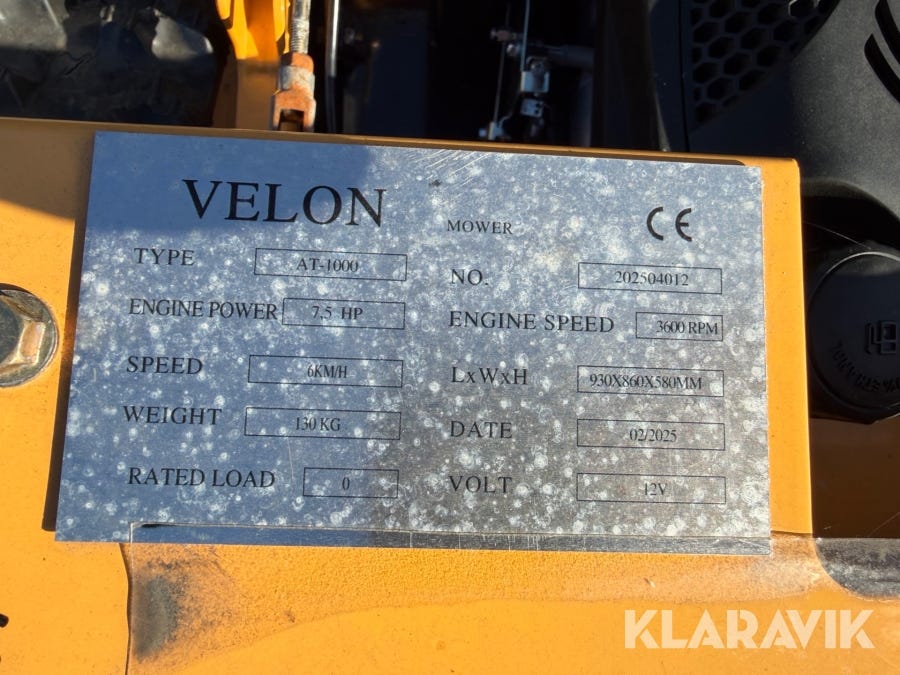 VELON
MOWER
CE
TYPE AT-1000
NO. 202504012
ENGINE POWER 7.5 HP
ENGINE SPEED 3600 RPM
SPEED 6KM/H
LxWxH 930X860X580MM
WEIGHT 130 KG
DATE 02/2025
RATED LOAD 0
VOLT 12V
KLARAVIK